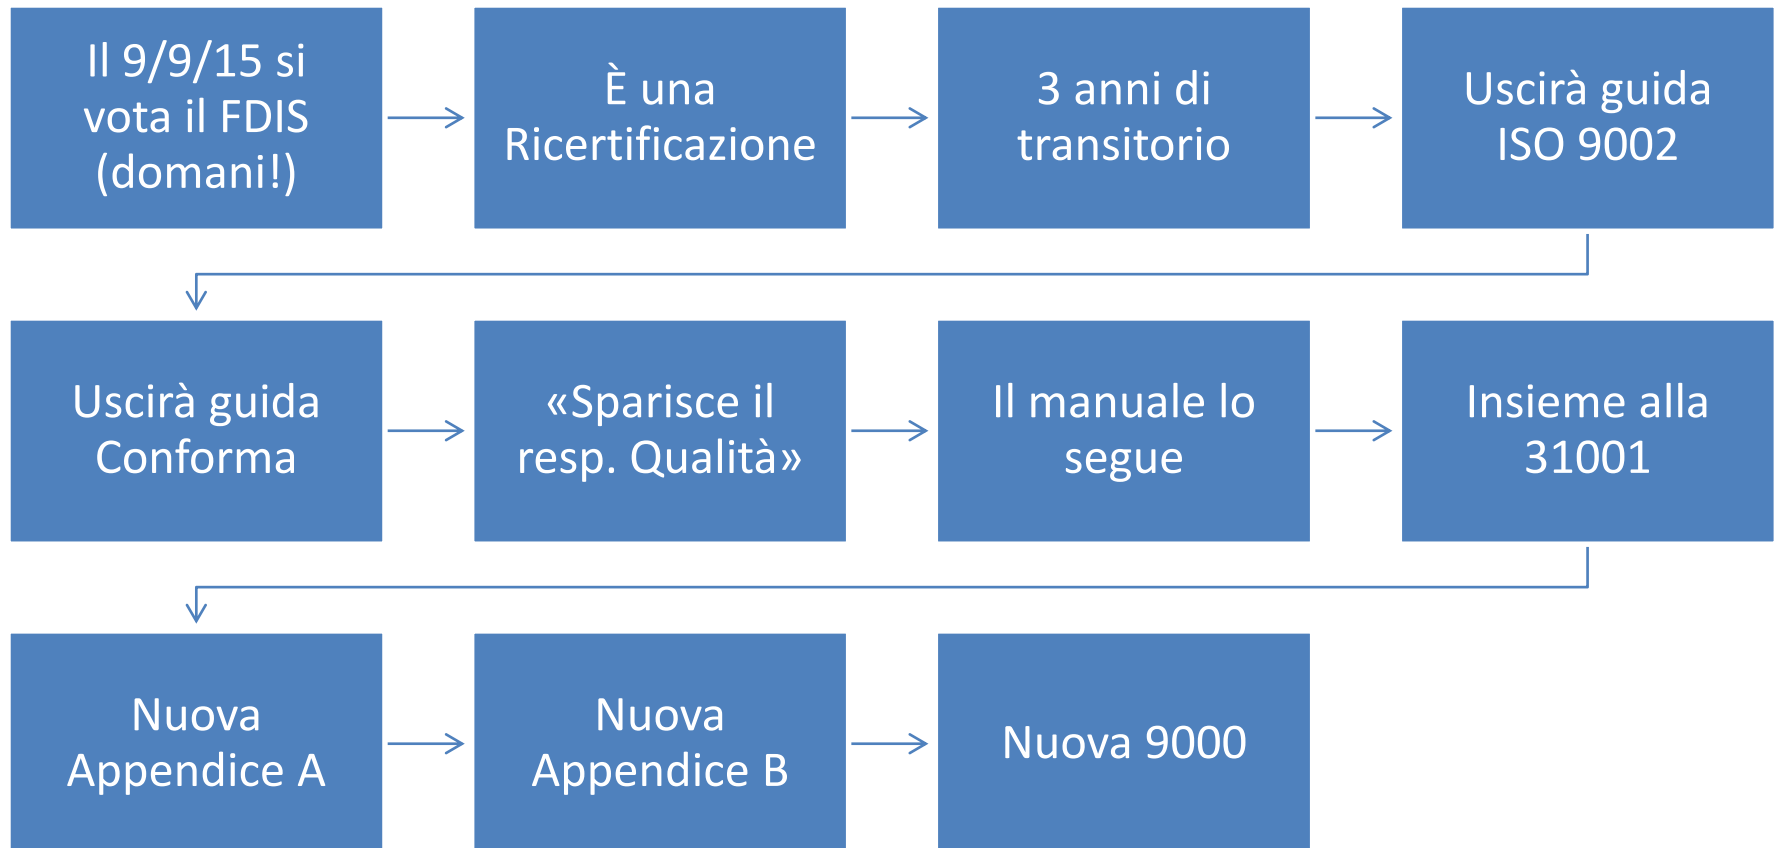 Il 9/9/15 si
vota il FDIS
(domani!)
È una
Ricertificazione
3 anni di
transitorio
Uscirà guida
ISO 9002
Uscirà guida
Conforma
«Sparisce il
resp. Qualità»
Il manuale lo
segue
Insieme alla
31001
Nuova
Appendice A
Nuova
Appendice B
Nuova 9000